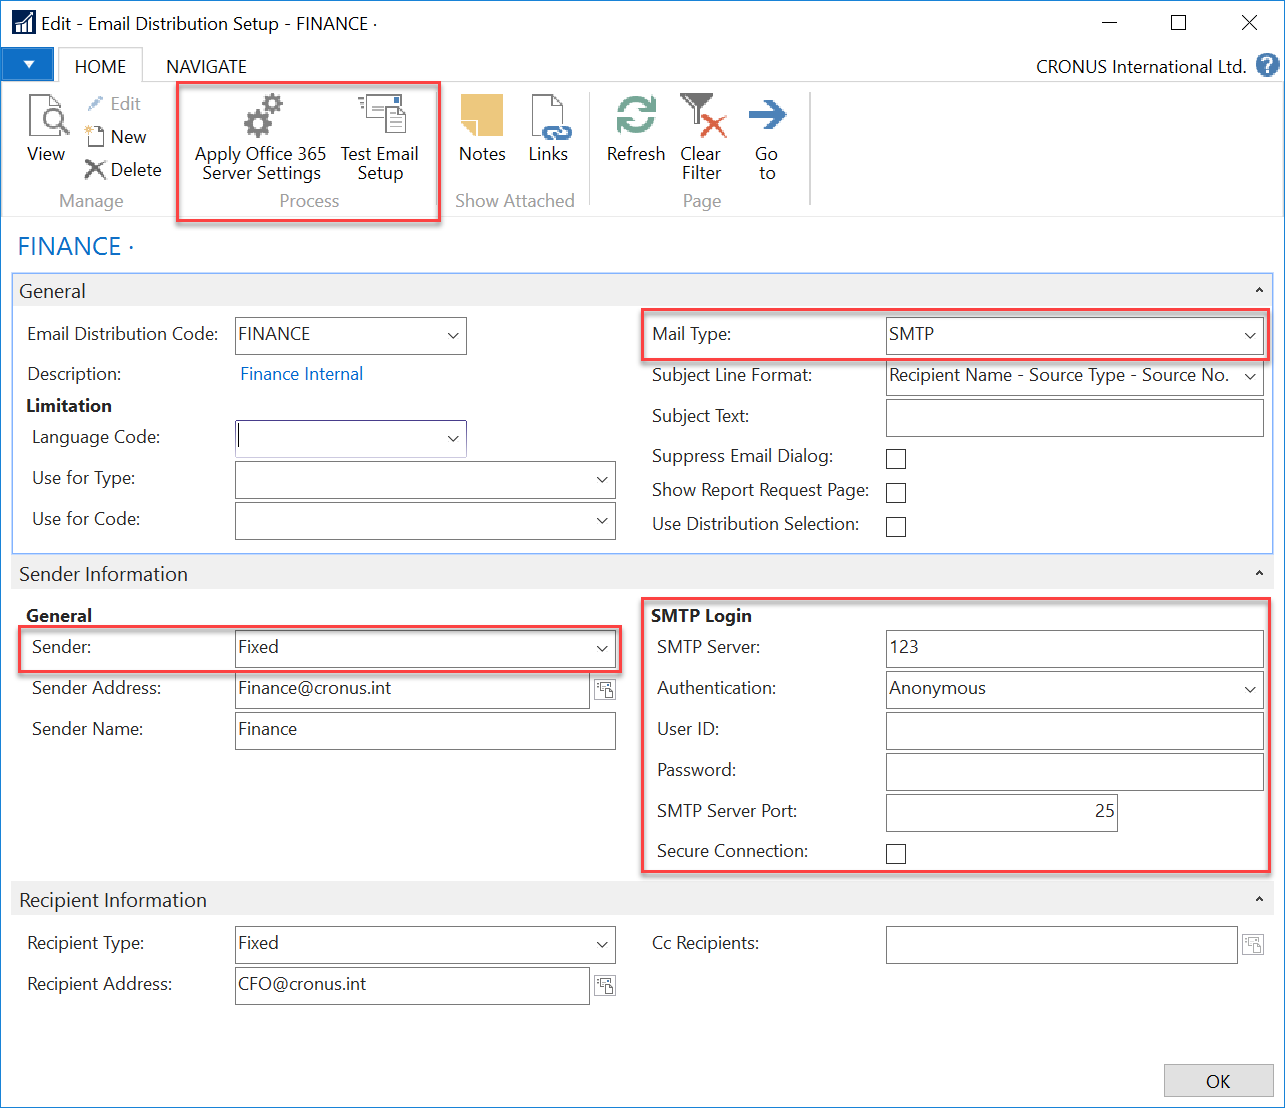 Edit - Email Distribution Setup - FINANCE ·
HOME NAVIGATE CRONUS International Ltd. ?
View
Edit
New
Delete
Manage
Apply Office 365
Server Settings
Test Email
Setup
Process
Notes
Links
Show Attached
Refresh
Clear
Filter
Go
to
Page
FINANCE ·
General
Email Distribution Code: FINANCE
Description: Finance Internal
Limitation
Language Code:
Use for Type:
Use for Code:
Mail Type: SMTP
Subject Line Format: Recipient Name - Source Type - Source No.
Subject Text:
Suppress Email Dialog:
Show Report Request Page:
Use Distribution Selection:
Sender Information
General
Sender: Fixed
Sender Address: Finance@cronus.int
Sender Name: Finance
SMTP Login
SMTP Server: 123
Authentication: Anonymous
User ID:
Password:
SMTP Server Port: 25
Secure Connection:
Recipient Information
Recipient Type: Fixed
Recipient Address: CFO@cronus.int
Cc Recipients:
OK